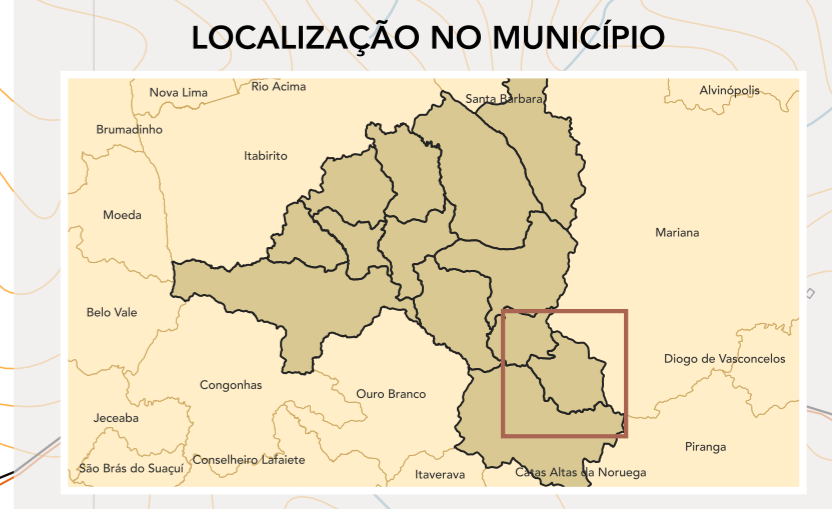 LOCALIZAÇÃO NO MUNICÍPIO
Nova Lima
Rio Acima
Santa Bárbara
Alvinópolis
Brumadinho
Itabirito
Moeda
Mariana
Belo Vale
Diogo de Vasconcelos
Congonhas
Ouro Branco
Jeceaba
Piranga
Conselheiro Lafaiete
São Brás do Suaçuí
Itaverava
Catas Altas da Noruega